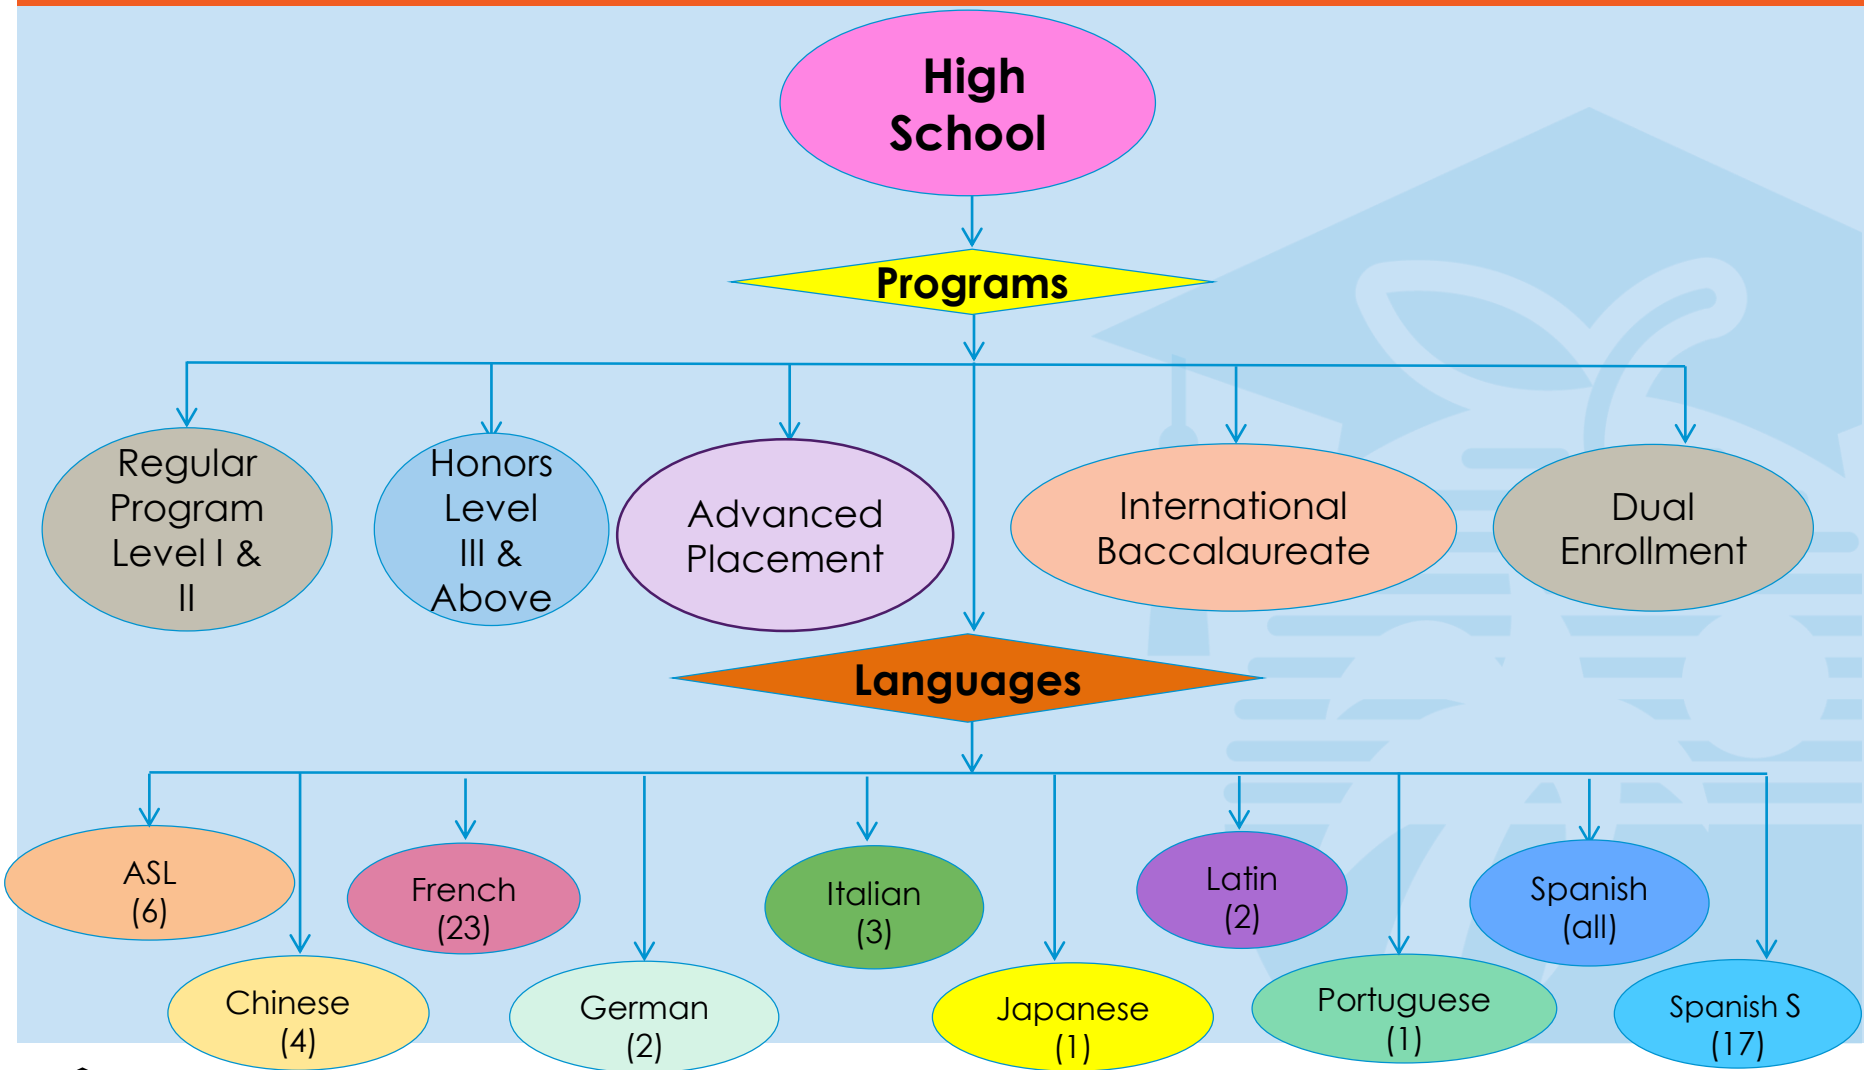 High
School
Programs
Regular
Program
Level I &
II
Honors
Level
III &
Above
Advanced
Placement
International
Baccalaureate
Dual
Enrollment
Languages
ASL
(6)
Chinese
(4)
French
(23)
German
(2)
Italian
(3)
Japanese
(1)
Latin
(2)
Portuguese
(1)
Spanish
(all)
Spanish S
(17)